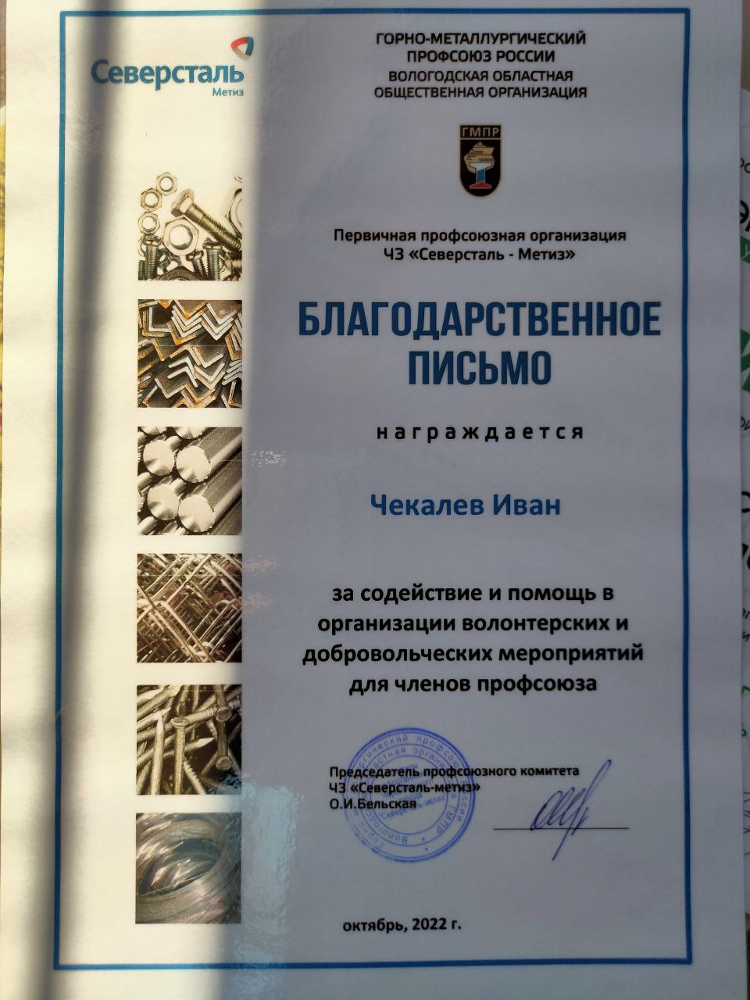 Северсталь
Метиз
ГОРНО-МЕТАЛЛУРГИЧЕСКИЙ
ПРОФСОЮЗ РОССИИ
ВОЛОГОДСКАЯ ОБЛАСТНАЯ
ОБЩЕСТВЕННАЯ ОРГАНИЗАЦИЯ
ГМПР
Первичная профсоюзная организация
ЧЗ «Северсталь - Метиз»
БЛАГОДАРСТВЕННОЕ
ПИСЬМО
награждается
Чекалев Иван
за содействие и помощь в
организации волонтерских и
добровольческих мероприятий
для членов профсоюза
Председатель профсоюзного комитета
ЧЗ «Северсталь-метиз»
О.И.Бельская
октябрь, 2022 г.